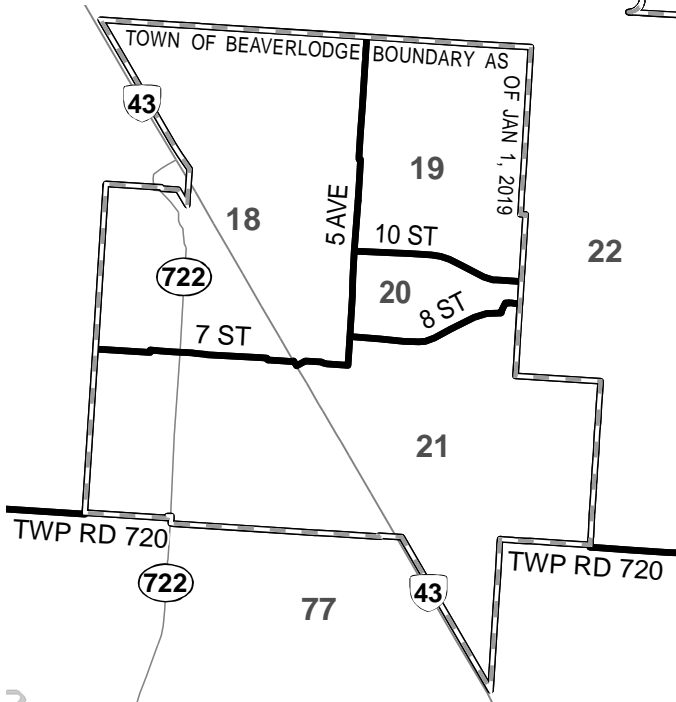 TOWN OF BEAVERLODGE BOUNDARY AS
OF JAN 1, 2019
43
19
5 AVE
18
10 ST
22
722
20
8 ST
7 ST
21
TWP RD 720
TWP RD 720
722
43
77